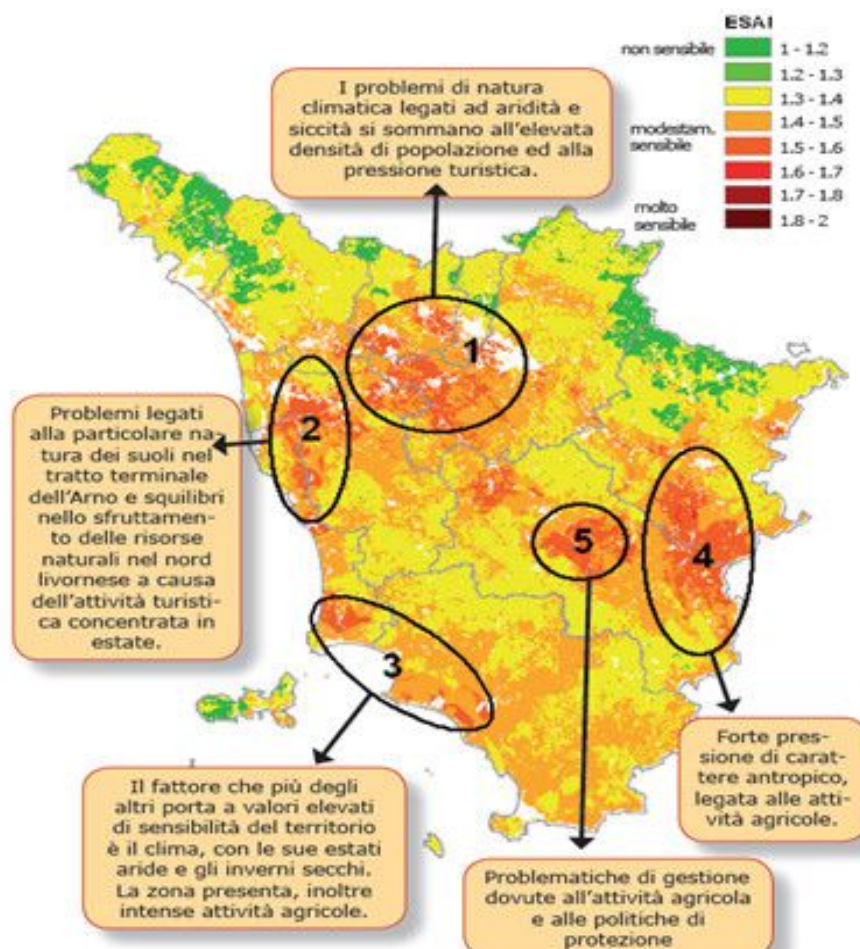 ESAI
non sensibile
1 - 1.2
1.2 - 1.3
1.3 - 1.4
modestam.
sensibile
1.4 - 1.5
1.5 - 1.6
1.6 - 1.7
molto
sensibile
1.7 - 1.8
1.8 - 2
I problemi di natura
climatica legati ad aridità e
siccità si sommano all'elevata
densità di popolazione ed alla
pressione turistica.
1
2
3
4
5
Problemi legati
alla particolare na-
tura dei suoli nel
tratto terminale
dell'Arno e squilibri
nello sfruttamen-
to delle risorse
naturali nel nord
livornese a causa
dell'attività turi-
stica concentrata in
estate.
Il fattore che più degli
altri porta a valori elevati
di sensibilità del territorio
è il clima, con le sue estati
aride e gli inverni secchi.
La zona presenta, inoltre
intense attività agricole.
Forte pres-
sione di carat-
tere antropico,
legata alle atti-
vità agricole.
Problematiche di gestione
dovute all'attività agricola
e alle politiche di
protezione